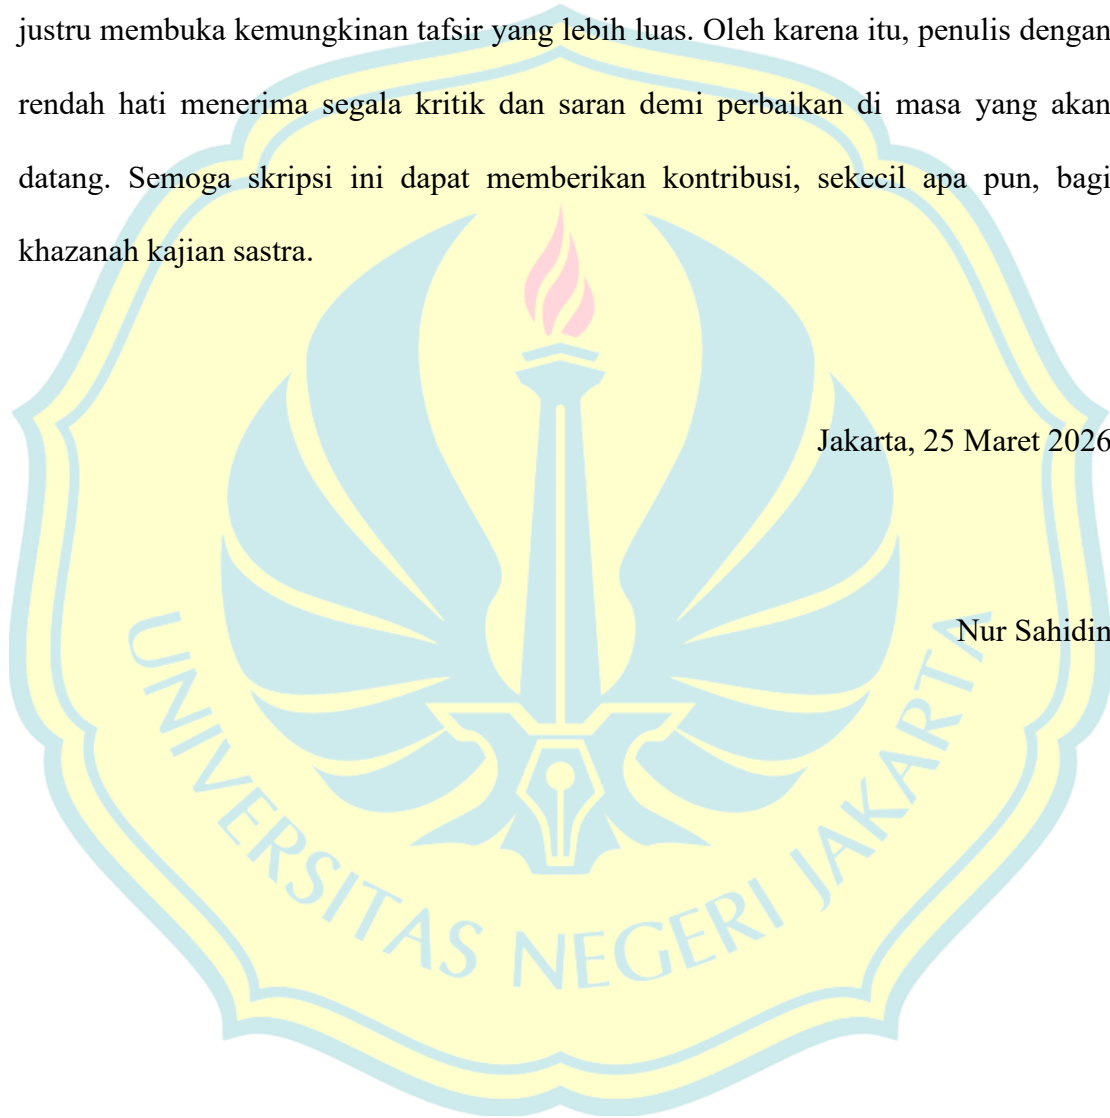 justru membuka kemungkinan tafsir yang lebih luas. Oleh karena itu, penulis dengan
rendah hati menerima segala kritik dan saran demi perbaikan di masa yang akan
datang. Semoga skripsi ini dapat memberikan kontribusi, sekecil apa pun, bagi
khazanah kajian sastra.
Jakarta, 25 Maret 2026
Nur Sahidin
UNIVERSITAS NEGERI JAKARTA